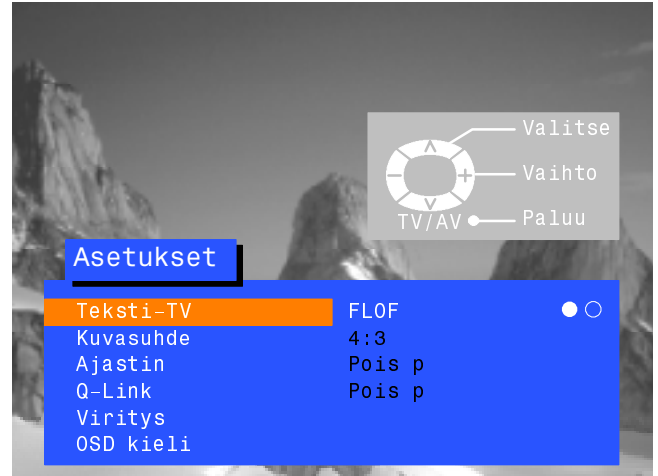 Valitse
Vaihto
TV/AV Paluu
Asetukset
Teksti-TV FLOF
Kuvasuhde 4:3
Ajastin Pois p
Q-Link Pois p
Viritys
OSD kieli